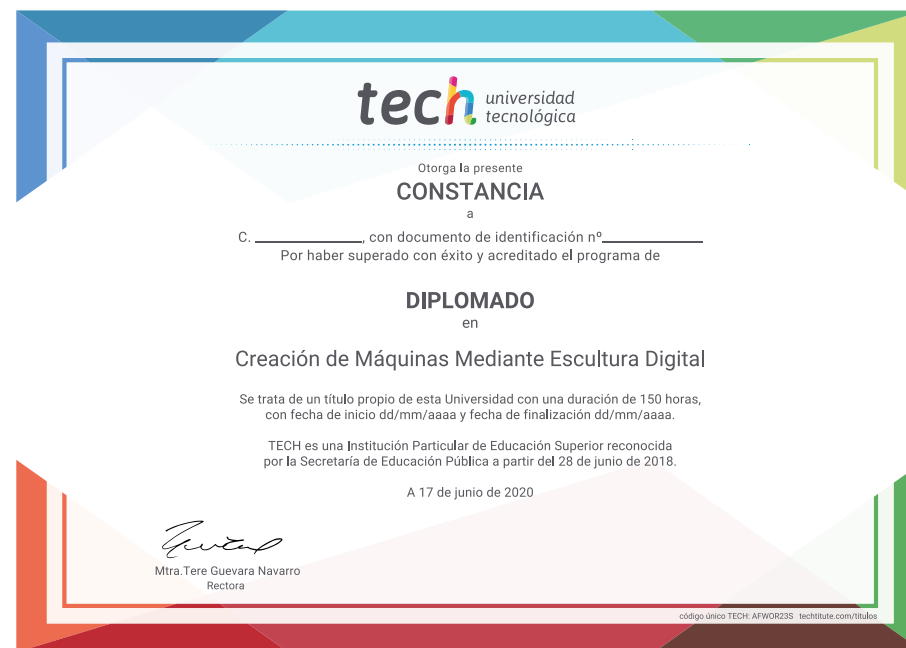 tech universidad
tecnológica
Otorga la presente
CONSTANCIA
a
C. ______________, con documento de identificación nº______________
Por haber superado con éxito y acreditado el programa de
DIPLOMADO
en
Creación de Máquinas Mediante Escultura Digital
Se trata de un título propio de esta Universidad con una duración de 150 horas,
con fecha de inicio dd/mm/aaaa y fecha de finalización dd/mm/aaaa.
TECH es una Institución Particular de Educación Superior reconocida
por la Secretaría de Educación Pública a partir del 28 de junio de 2018.
A 17 de junio de 2020
Mtra.Tere Guevara Navarro
Rectora
código único TECH: AFWOR23S techtitute.com/titulos